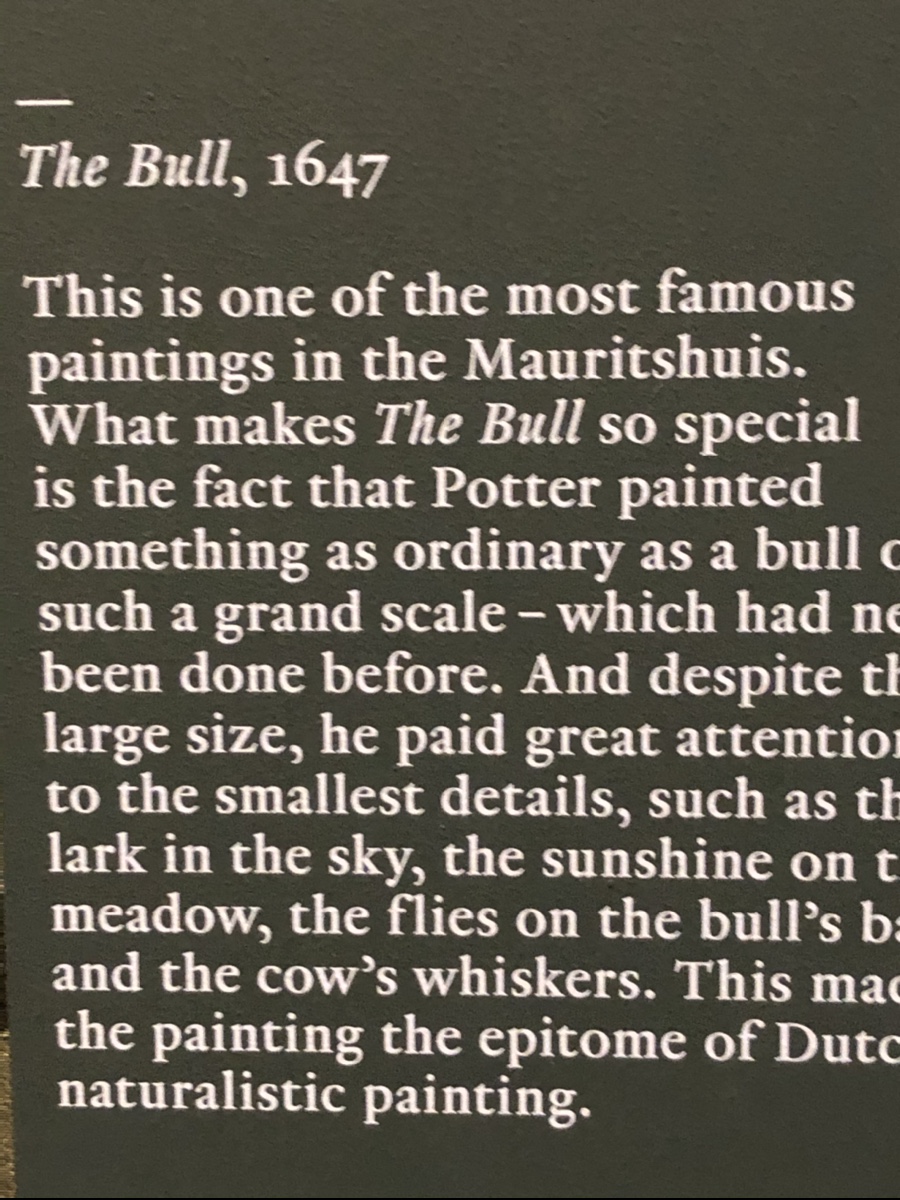 The Bull, 1647
This is one of the most famous
paintings in the Mauritshuis.
What makes The Bull so special
is the fact that Potter painted
something as ordinary as a bull
such a grand scale – which had
been done before. And despite
large size, he paid great attention
to the smallest details, such as
lark in the sky, the sunshine on
meadow, the flies on the bull's
and the cow's whiskers. This
the painting the epitome of
naturalistic painting.